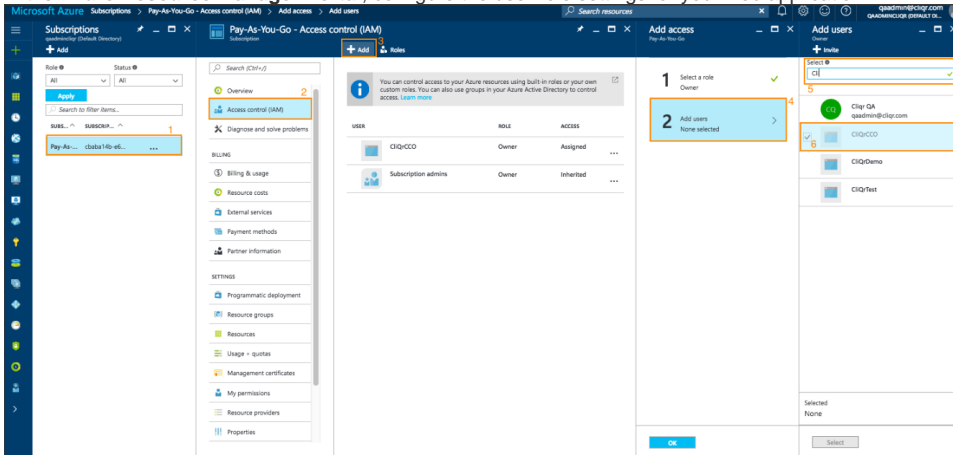 Microsoft Azure Subscriptions > Pay-As-You-Go - Access control (IAM) > Add access > Add users
Search resources
qaadmin@cliqr.com
QAADMINCLIQR (DEFAULT DI...
Subscriptions
qaadmincliqr (Default Directory)
+ Add
Role
Status
All
All
Apply
Search to filter items...
SUBS...
SUBSCRIP...
1
Pay-As-... cbaba14b-e6... ...
Pay-As-You-Go - Access control (IAM)
Subscription
Search (Ctrl+/)
Overview
2
Access control (IAM)
Diagnose and solve problems
BILLING
Billing & usage
Resource costs
External services
Payment methods
Partner information
SETTINGS
Programmatic deployment
Resource groups
Resources
Usage + quotas
Management certificates
My permissions
Resource providers
Properties
3
+ Add
Roles
You can control access to your Azure resources using built-in roles or your own
custom roles. You can also use groups in your Azure Active Directory to control
access. Learn more
USER ROLE ACCESS
CliQrCCO Owner Assigned ...
Subscription admins Owner Inherited ...
Add access
Pay-As-You-Go
1 Select a role
Owner
4
2 Add users
None selected
OK
Add users
Owner
+ Invite
Select
Cli
5
CQ
Cliqr QA
qaadmin@cliqr.com
CliQrCCO
6
CliQrDemo
CliQrTest
Selected
None
Select